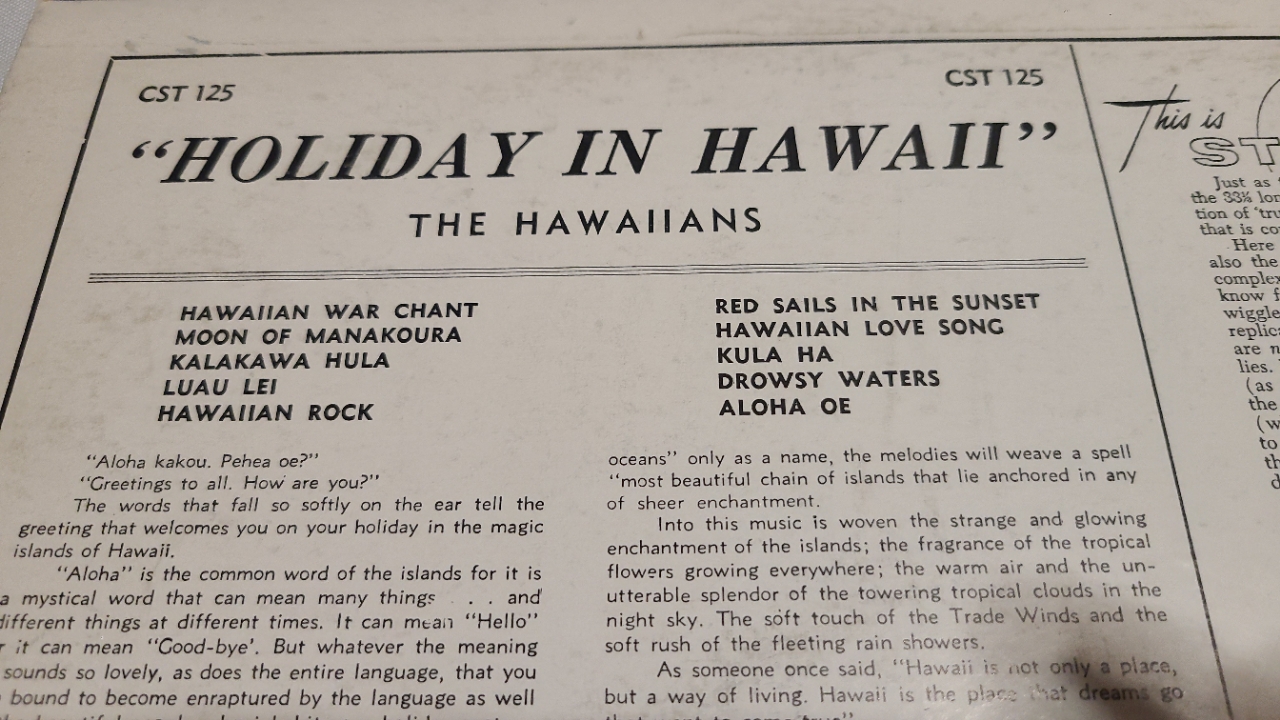 CST 125
CST 125
“HOLIDAY IN HAWAII”
THE HAWAIIANS
HAWAIIAN WAR CHANT
MOON OF MANAKOURA
KALAKAWA HULA
LUAU LEI
HAWAIIAN ROCK
RED SAILS IN THE SUNSET
HAWAIIAN LOVE SONG
KULA HA
DROWSY WATERS
ALOHA OE
“Aloha kakou. Pehea oe?”
“Greetings to all. How are you?”
The words that fall so softly on the ear tell the
greeting that welcomes you on your holiday in the magic
islands of Hawaii.
“Aloha” is the common word of the islands for it is
a mystical word that can mean many things . . . and
different things at different times. It can mean “Hello”
it can mean “Good-bye’. But whatever the meaning
sounds so lovely, as does the entire language, that you
bound to become enraptured by the language as well
oceans” only as a name, the melodies will weave a spell
“most beautiful chain of islands that lie anchored in any
of sheer enchantment.
Into this music is woven the strange and glowing
enchantment of the islands; the fragrance of the tropical
flowers growing everywhere; the warm air and the un-
utterable splendor of the towering tropical clouds in the
night sky. The soft touch of the Trade Winds and the
soft rush of the fleeting rain showers.
As someone once said, “Hawaii is not only a place,
but a way of living. Hawaii is the place that dreams go
This is
Just as
the 33⅓
tion of
that is
Here
also the
know
wiggle
are
lies.
(as
the
to